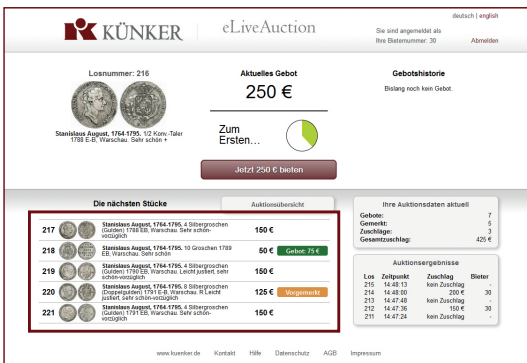 deutsch | english
KÜNKER
eLiveAuction
Sie sind angemeldet als
Ihre Bieternummer: 30 Abmelden
Losnummer: 216
Stanislaus August, 1764-1795. 1/2 Konv.-Taler
1788 E-B, Warschau. Sehr schön +
Aktuelles Gebot
250 €
Zum
Ersten...
Jetzt 250 € bieten
Gebotshistorie
Bislang noch kein Gebot.
Die nächsten Stücke
Auktionsübersicht
217 Stanislaus August, 1764-1795. 4 Silbergroschen
(Gulden) 1788 EB, Warschau. Sehr schön-
vorzüglich 150 €
218 Stanislaus August, 1764-1795. 10 Groschen 1789
EB, Warschau. Sehr schön 50 € Gebot: 75 €
219 Stanislaus August, 1764-1795. 4 Silbergroschen
(Gulden) 1790 EB, Warschau. Leicht justiert, sehr
schön-vorzüglich 150 €
220 Stanislaus August, 1764-1795. 8 Silbergroschen
(Doppelgulden) 1791 E-B, Warschau. R Leicht
justiert, sehr schön-vorzüglich 125 € Vorgemerkt
221 Stanislaus August, 1764-1795. 4 Silbergroschen
(Gulden) 1791 EB, Warschau. Sehr schön-
vorzüglich 150 €
Ihre Auktionsdaten aktuell
Gebote: 7
Gemerkt: 5
Zuschläge: 3
Gesamtzuschlag: 425 €
Auktionsergebnisse
Los Zeitpunkt Zuschlag Bieter
215 14:48:13 kein Zuschlag -
214 14:48:00 200 € 30
213 14:47:48 kein Zuschlag -
212 14:47:36 150 € 30
211 14:47:24 kein Zuschlag -
www.kuenker.de Kontakt Hilfe Datenschutz AGB Impressum